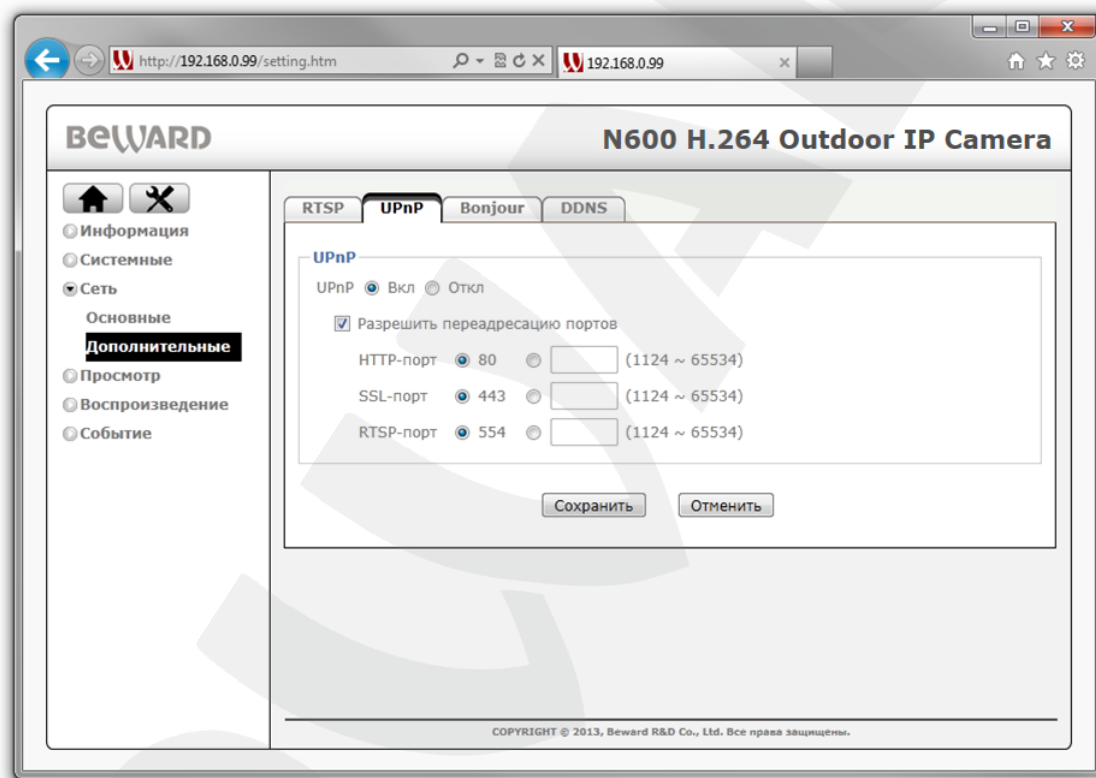 http://192.168.0.99/setting.htm
192.168.0.99
BEWARD
N600 H.264 Outdoor IP Camera
RTSP UPnP Bonjour DDNS
Информация
Системные
Сеть
Основные
Дополнительные
Просмотр
Воспроизведение
Событие
UPnP
UPnP Вкл Откл
Разрешить переадресацию портов
HTTP-порт 80 (1124 ~ 65534)
SSL-порт 443 (1124 ~ 65534)
RTSP-порт 554 (1124 ~ 65534)
Сохранить Отменить
COPYRIGHT © 2013, Beward R&D Co., Ltd. Все права защищены.